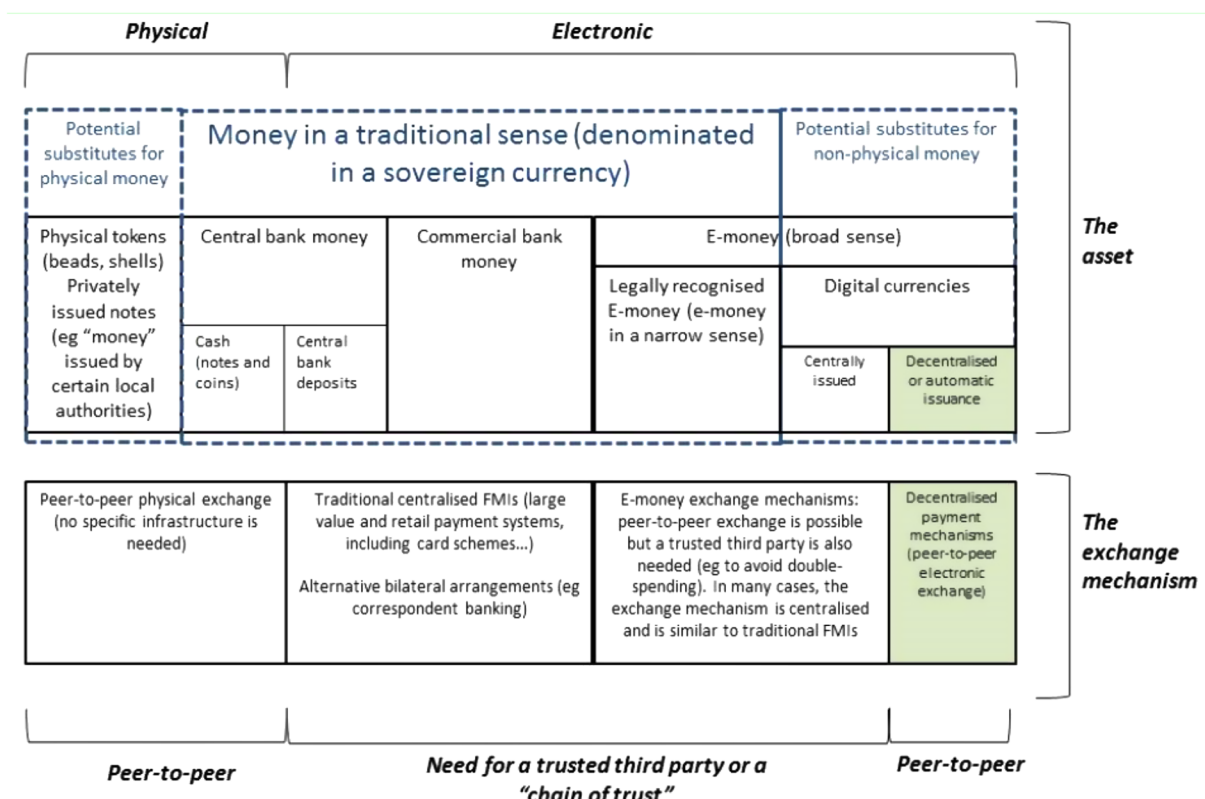 Physical
Electronic
Potential
substitutes for
physical money
Money in a traditional sense (denominated
in a sovereign currency)
Potential substitutes for
non-physical money
Physical tokens
(beads, shells)
Privately
issued notes
(eg “money”
issued by
certain local
authorities)
Central bank money
Cash
(notes and
coins)
Central
bank
deposits
Commercial bank
money
E-money (broad sense)
Legally recognised
E-money (e-money
in a narrow sense)
Digital currencies
Centrally
issued
Decentralised
or automatic
issuance
The
asset
Peer-to-peer physical exchange
(no specific infrastructure is
needed)
Traditional centralised FMIs (large
value and retail payment systems,
including card schemes...)
Alternative bilateral arrangements (eg
correspondent banking)
E-money exchange mechanisms:
peer-to-peer exchange is possible
but a trusted third party is also
needed (eg to avoid double-
spending). In many cases, the
exchange mechanism is centralised
and is similar to traditional FMIs
Decentralised
payment
mechanisms
(peer-to-peer
electronic
exchange)
The
exchange
mechanism
Peer-to-peer
Need for a trusted third party or a
“chain of trust”
Peer-to-peer